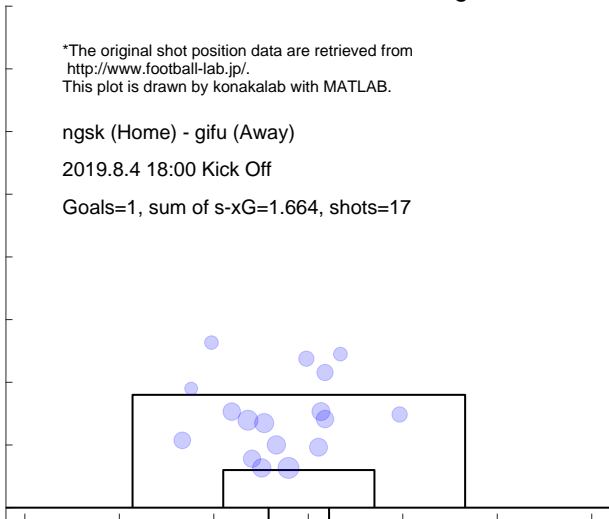 *The original shot position data are retrieved from
http://www.football-lab.jp/.
This plot is drawn by konakalab with MATLAB.
ngsk (Home) - gifu (Away)
2019.8.4 18:00 Kick Off
Goals=1, sum of s-xG=1.664, shots=17